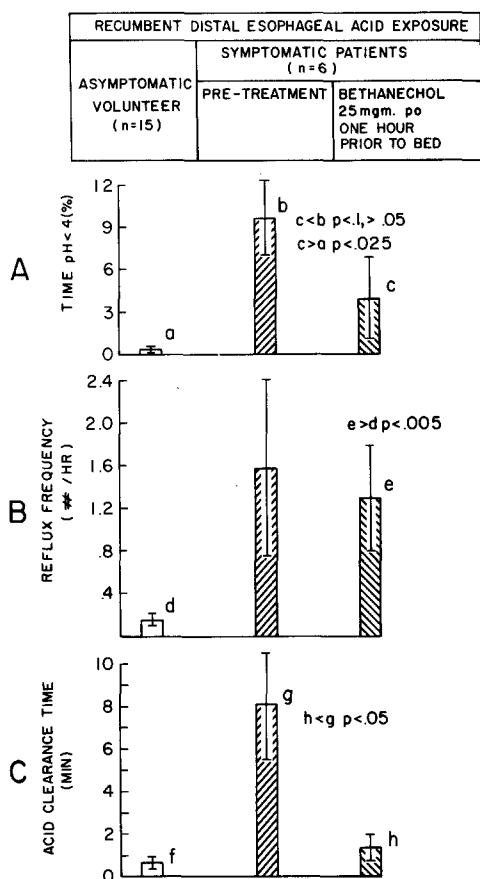 RECUMBENT DISTAL ESOPHAGEAL ACID EXPOSURE
ASYMPTOMATIC
VOLUNTEER
(n=15)
SYMPTOMATIC PATIENTS
(n=6)
PRE-TREATMENT
BETHANECHOL
25 mgm. po
ONE HOUR
PRIOR TO BED
A
TIME pH<4(%)
12
9
6
3
0
a
b
c<b p<.1,> .05
c>a p<.025
c
B
REFLUX FREQUENCY
(#/HR)
2.4
2.0
1.6
1.2
.8
.4
d
e>d p<.005
e
C
ACID CLEARANCE TIME
(MIN)
10
8
6
4
2
0
f
g
h<g p<.05
h